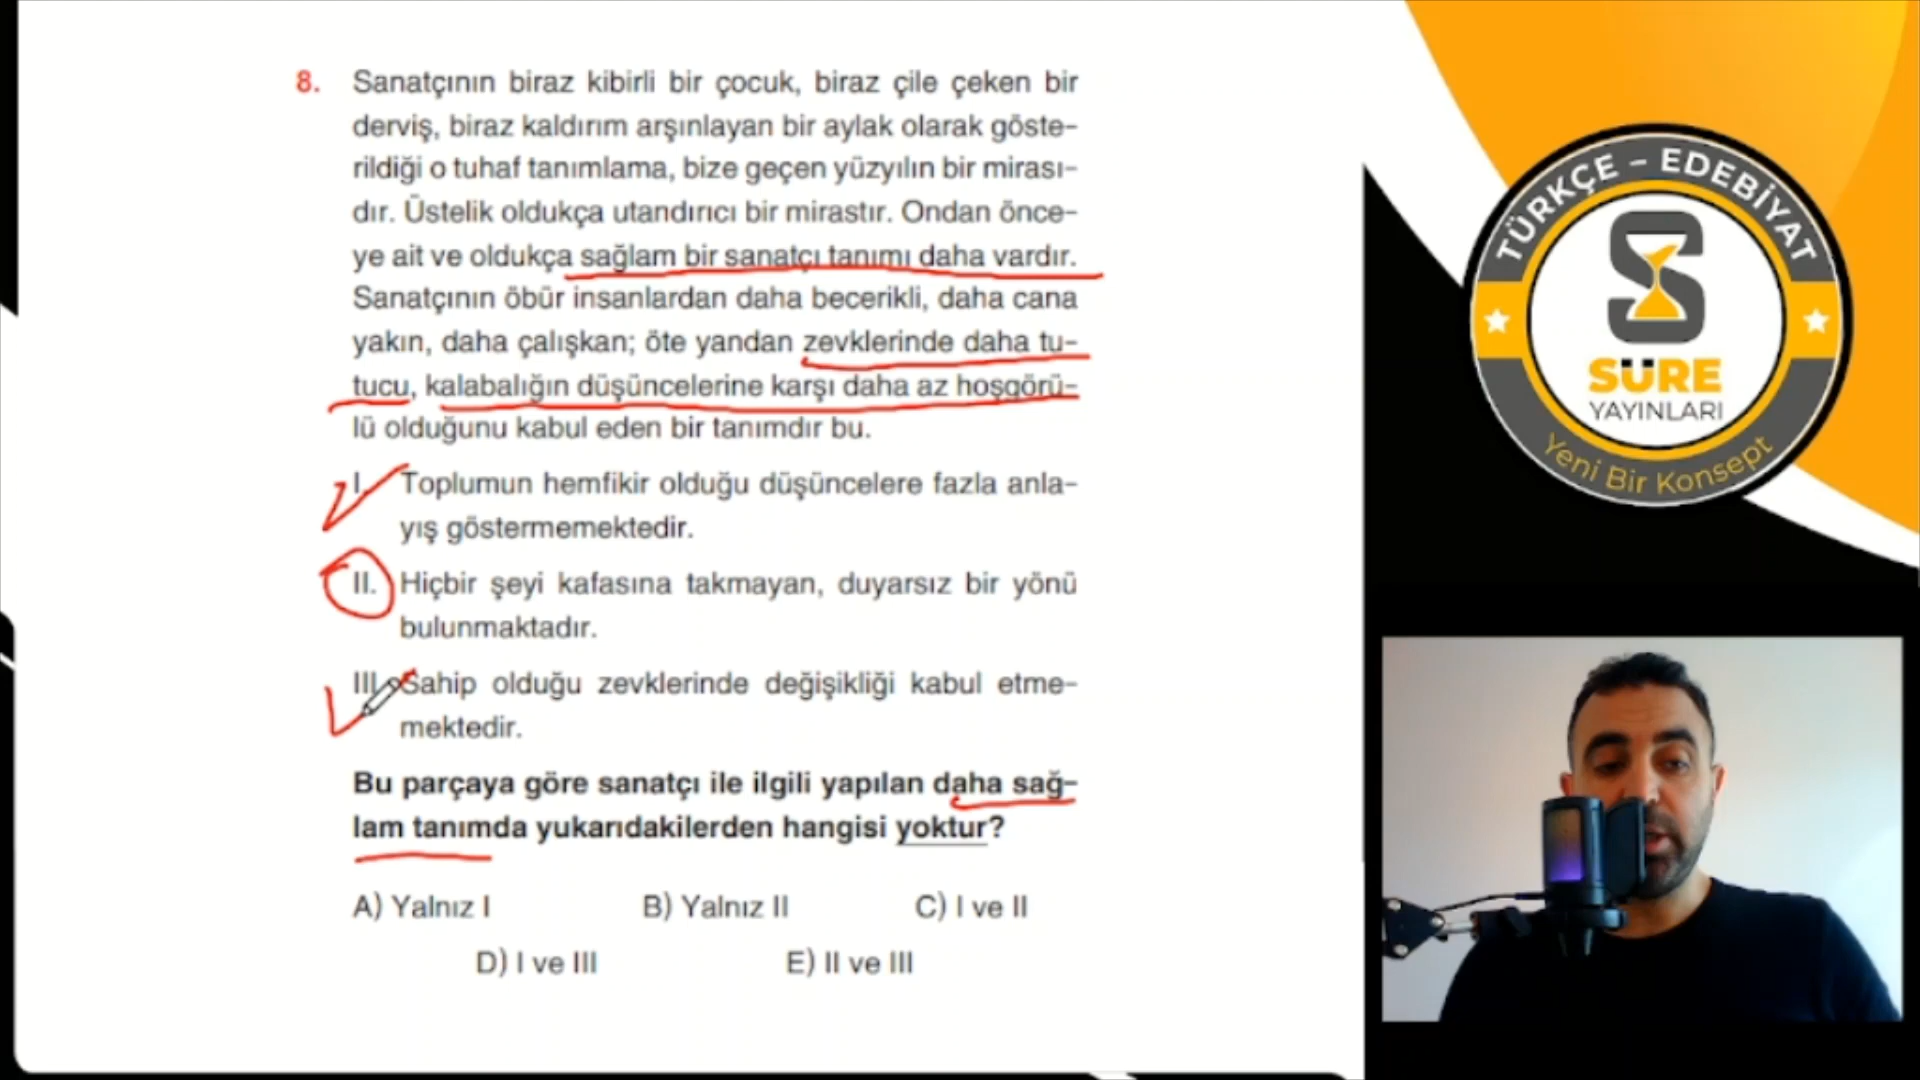 8. Sanatçının biraz kibirli bir çocuk, biraz çile çeken bir
derviş, biraz kaldırım arşınlayan bir aylak olarak göste-
rildiği o tuhaf tanımlama, bize geçen yüzyılın bir mirası-
dır. Üstelik oldukça utandırıcı bir mirastır. Ondan önce-
ye ait ve oldukça sağlam bir sanatçı tanımı daha vardır.
Sanatçının öbür insanlardan daha becerikli, daha cana
yakın, daha çalışkan; öte yandan zevklerinde daha tu-
tucu, kalabalığın düşüncelerine karşı daha az hoşgörü-
lü olduğunu kabul eden bir tanımdır bu.
I. Toplumun hemfikir olduğu düşüncelere fazla anla-
yış göstermemektedir.
II. Hiçbir şeyi kafasına takmayan, duyarsız bir yönü
bulunmaktadır.
III. Sahip olduğu zevklerinde değişikliği kabul etme-
mektedir.
Bu parçaya göre sanatçı ile ilgili yapılan daha sağ-
lam tanımda yukarıdakilerden hangisi yoktur?
A) Yalnız I B) Yalnız II C) I ve II
D) I ve III E) II ve III
TÜRKÇE – EDEBİYAT
SÜRE
YAYINLARI
Yeni Bir Konsept